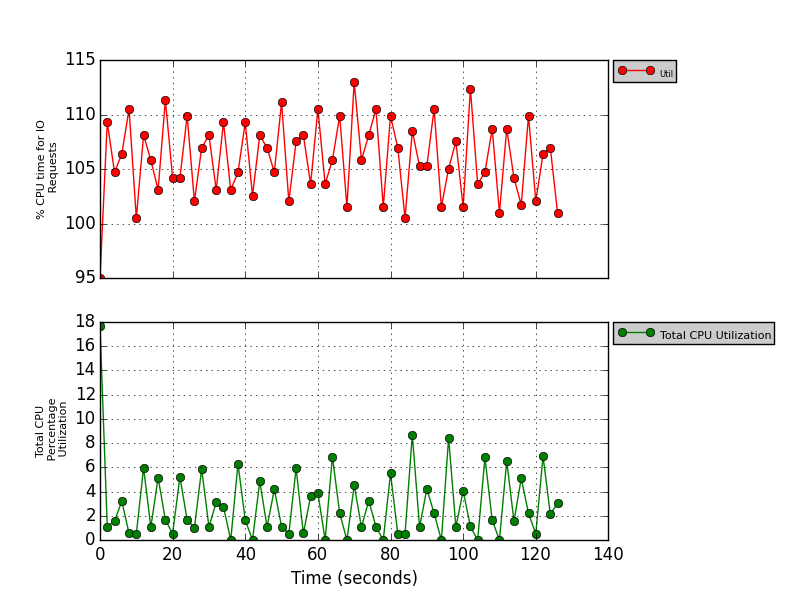 115
110
105
100
95
% CPU time for IO
Requests
Util
18
16
14
12
10
8
6
4
2
0
Total CPU
Percentage
Utilization
Total CPU Utilization
0 20 40 60 80 100 120 140
Time (seconds)